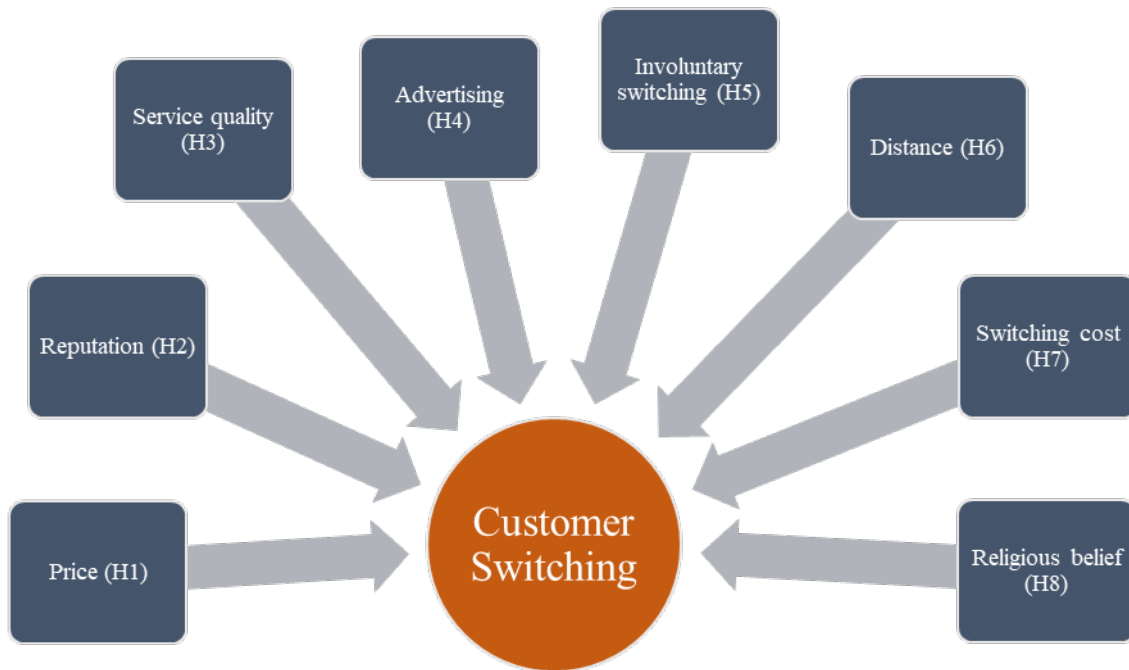 Price (H1)
Reputation (H2)
Service quality
(H3)
Advertising
(H4)
Involuntary
switching (H5)
Distance (H6)
Switching cost
(H7)
Religious belief
(H8)
Customer
Switching